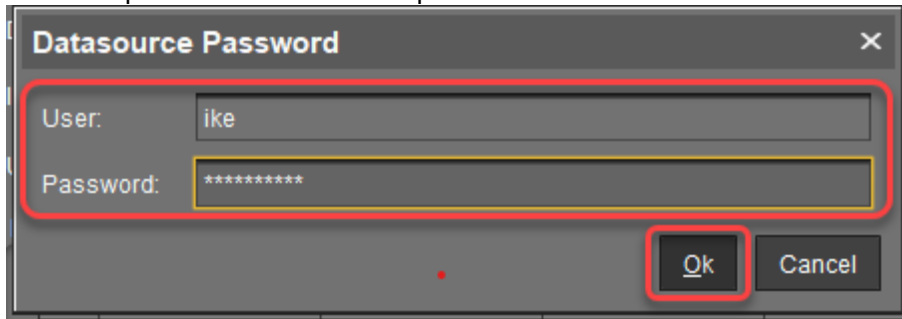 Datasource Password ×
User: ike
Password: **********
Ok Cancel